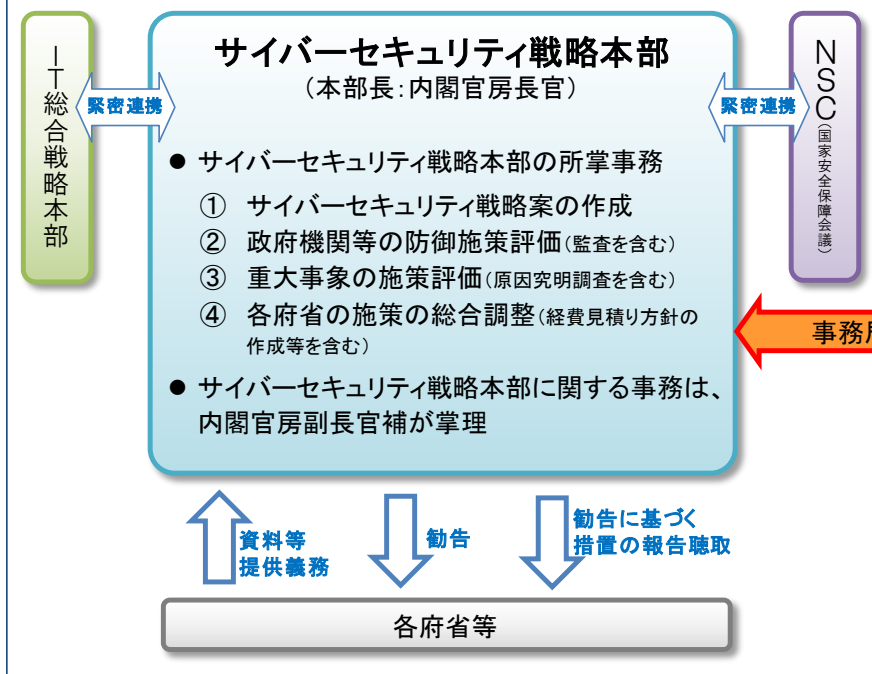 サイバーセキュリティ戦略本部
(本部長:内閣官房長官)
IT総合戦略本部
緊密連携
緊密連携
NSC(国家安全保障会議)
● サイバーセキュリティ戦略本部の所掌事務
① サイバーセキュリティ戦略案の作成
② 政府機関等の防御施策評価(監査を含む)
③ 重大事象の施策評価(原因究明調査を含む)
④ 各府省の施策の総合調整(経費見積り方針の
作成等を含む)
● サイバーセキュリティ戦略本部に関する事務は、
内閣官房副長官補が掌理
事務
資料等
提供義務
勧告
勧告に基づく
措置の報告聴取
各府省等